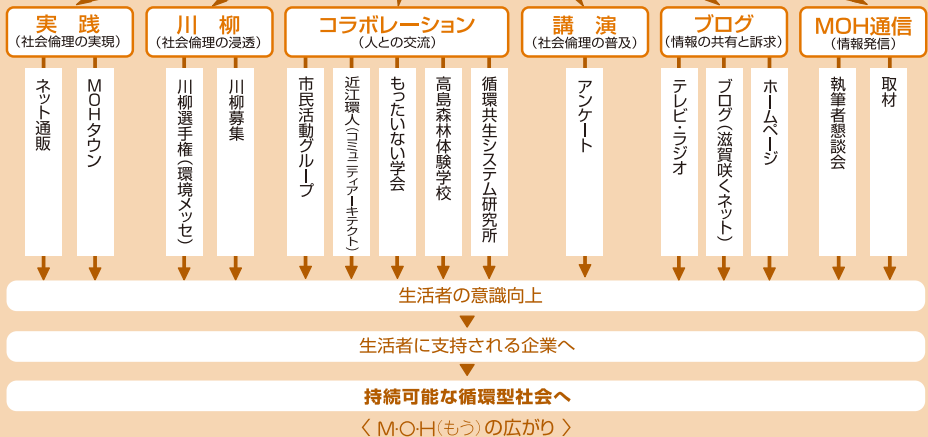 実践
(社会倫理の実現)
川柳
(社会倫理の浸透)
コラボレーション
(人との交流)
講演
(社会倫理の普及)
ブログ
(情報の共有と訴求)
MOH通信
(情報発信)
ネット通販
MOHタウン
川柳選手権(環境メッセ)
川柳募集
市民活動グループ
近江環人(コミュニティアーキテクト)
もったいない学会
高島森林体験学校
循環共生システム研究所
アンケート
テレビ・ラジオ
ブログ(滋賀咲くネット)
ホームページ
執筆者懇談会
取材
生活者の意識向上
生活者に支持される企業へ
持続可能な循環型社会へ
〈 M·O·H(もう)の広がり 〉